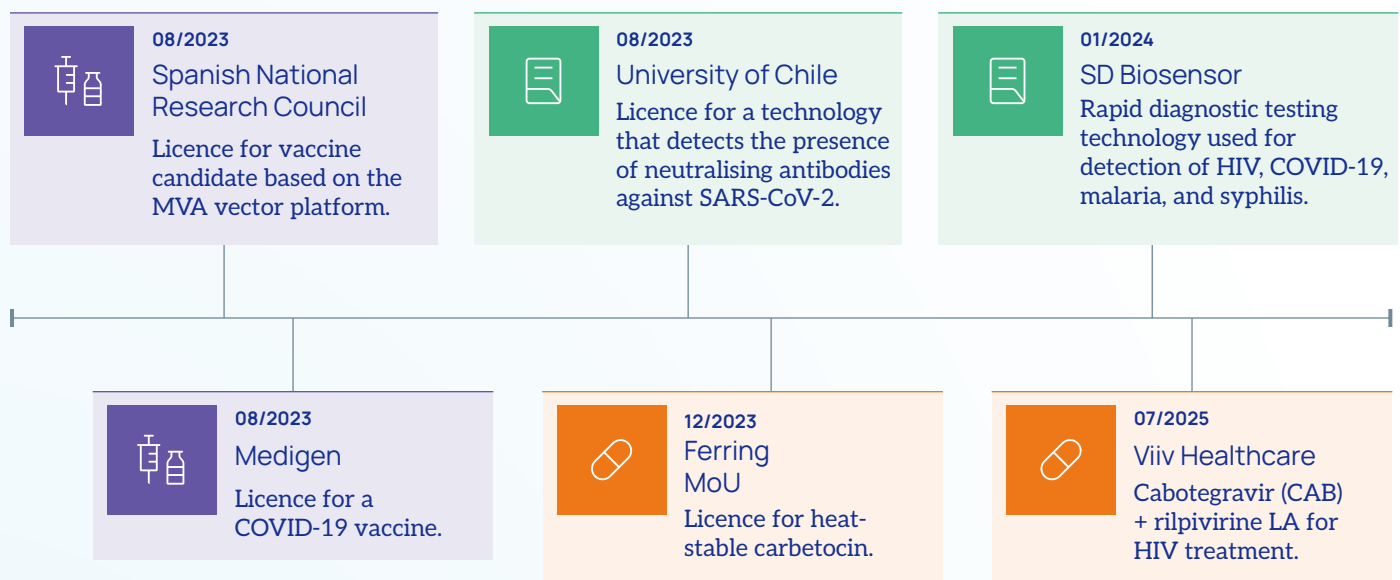 08/2023
Spanish National
Research Council
Licence for vaccine
candidate based on the
MVA vector platform.
08/2023
University of Chile
Licence for a technology
that detects the presence
of neutralising antibodies
against SARS-CoV-2.
01/2024
SD Biosensor
Rapid diagnostic testing
technology used for
detection of HIV, COVID-19,
malaria, and syphilis.
08/2023
Medigen
Licence for a
COVID-19 vaccine.
12/2023
Ferring
MoU
Licence for heat-
stable carbetocin.
07/2025
Viiv Healthcare
Cabotegravir (CAB)
+ rilpivirine LA for
HIV treatment.